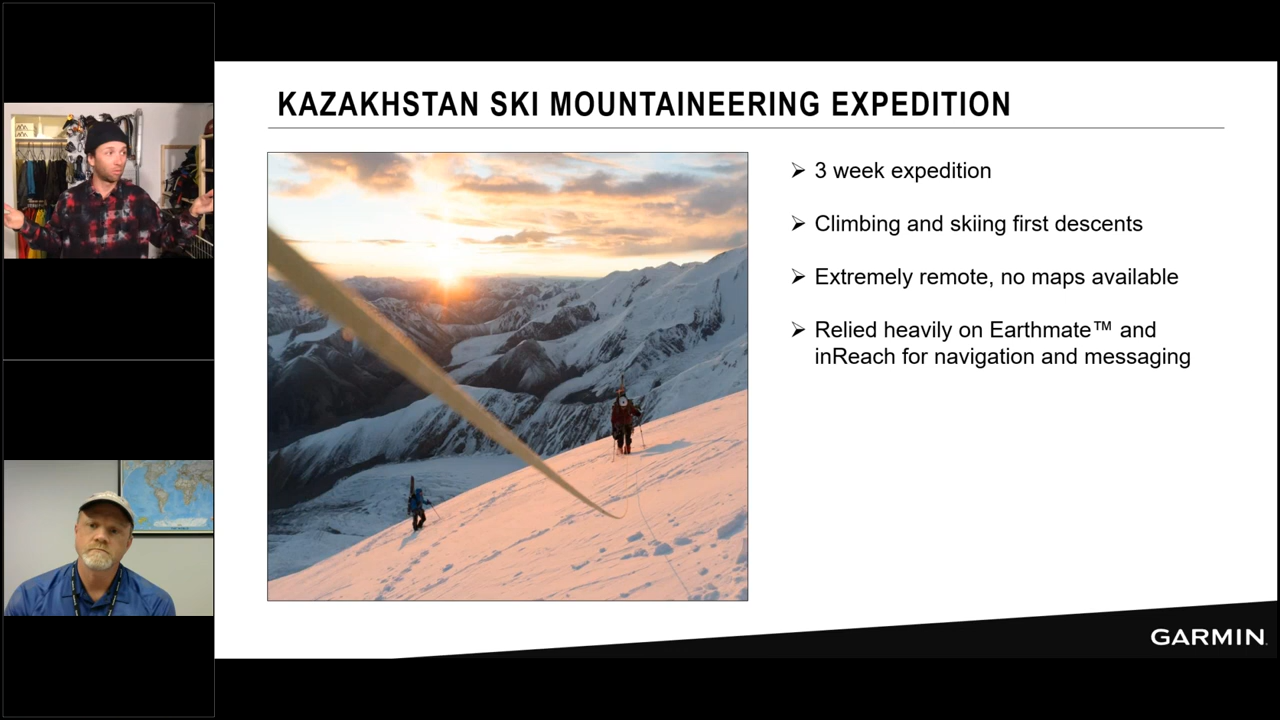 KAZAKHSTAN SKI MOUNTAINEERING EXPEDITION
3 week expedition
Climbing and skiing first descents
Extremely remote, no maps available
Relied heavily on Earthmate™ and
inReach for navigation and messaging
GARMIN